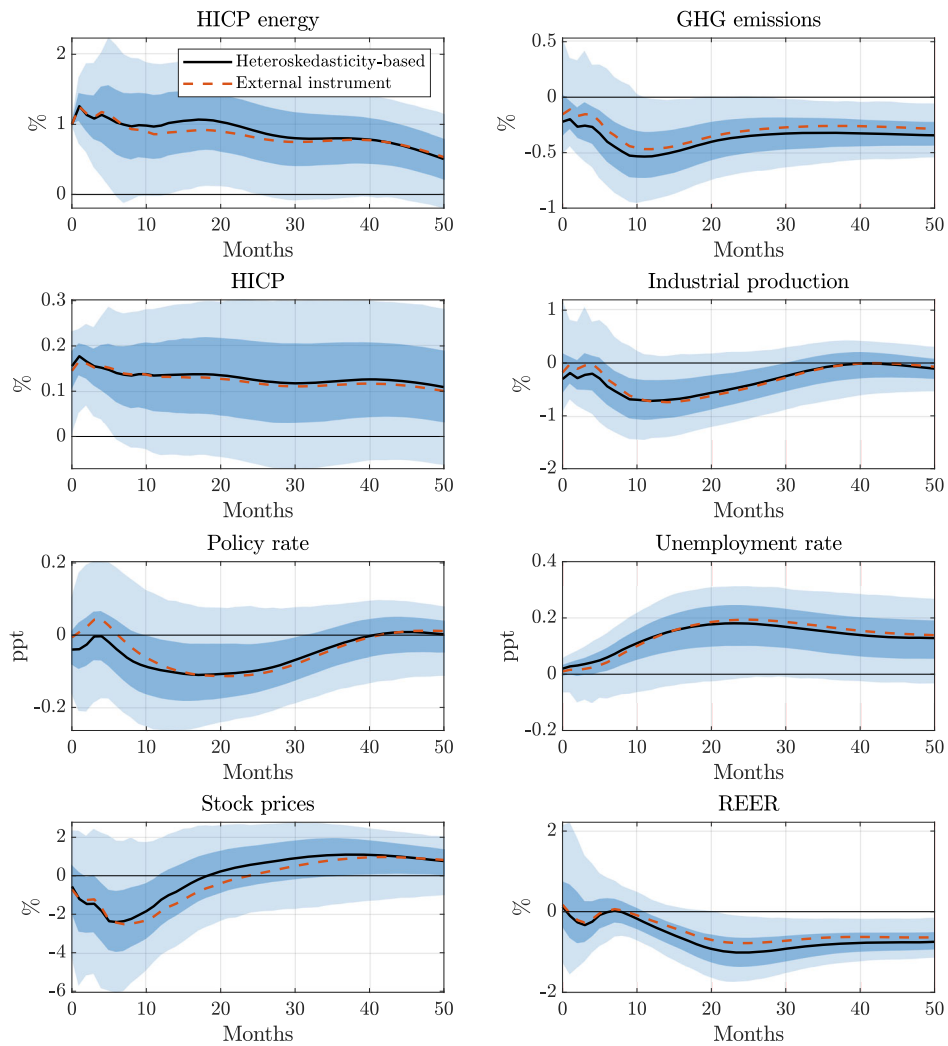 HICP energy
2
1
0
%
Heteroskedasticity-based
External instrument
0 10 20 30 40 50
Months
GHG emissions
0.5
0
-0.5
-1
%
0 10 20 30 40 50
Months
HICP
0.3
0.2
0.1
0
%
0 10 20 30 40 50
Months
Industrial production
1
0
-1
-2
%
0 10 20 30 40 50
Months
Policy rate
0.2
0
-0.2
ppt
0 10 20 30 40 50
Months
Unemployment rate
0.4
0.2
0
-0.2
ppt
0 10 20 30 40 50
Months
Stock prices
2
0
-2
-4
-6
%
0 10 20 30 40 50
Months
REER
2
0
-2
%
0 10 20 30 40 50
Months